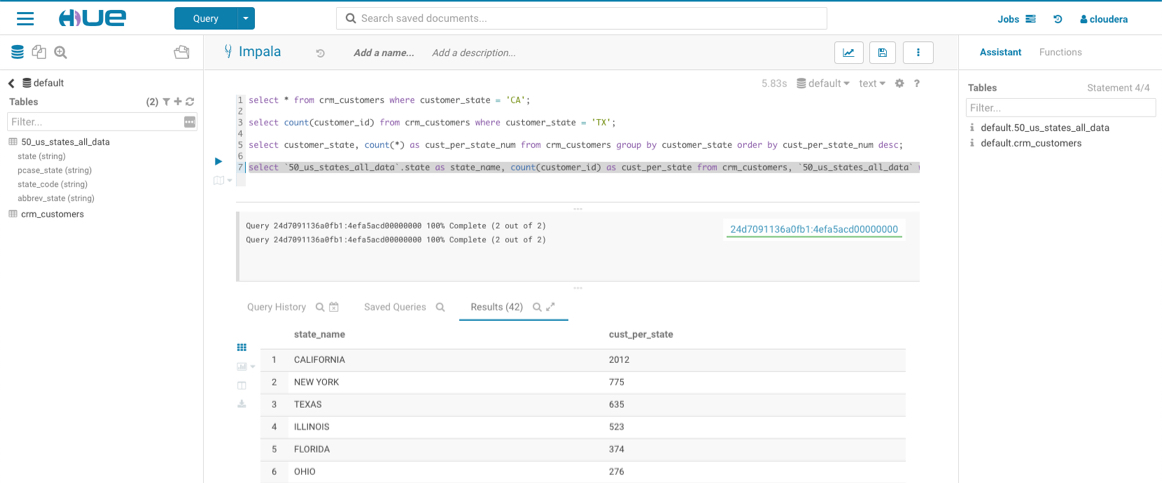 HUE
Query
Search saved documents...
Jobs
cloudera
Impala
Add a name...
Add a description...
Assistant
Functions
default
Tables
(2)
Filter...
50_us_states_all_data
state (string)
pcase_state (string)
state_code (string)
abbrev_state (string)
crm_customers
5.83s
default
text
?
1 select * from crm_customers where customer_state = 'CA';
2
3 select count(customer_id) from crm_customers where customer_state = 'TX';
4
5 select customer_state, count(*) as cust_per_state_num from crm_customers group by customer_state order by cust_per_state_num desc;
6
7 select `50_us_states_all_data`.state as state_name, count(customer_id) as cust_per_state from crm_customers, `50_us_states_all_data`
Query 24d7091136a0fb1:4efa5acd00000000 100% Complete (2 out of 2)
Query 24d7091136a0fb1:4efa5acd00000000 100% Complete (2 out of 2)
24d7091136a0fb1:4efa5acd00000000
Query History
Saved Queries
Results (42)
state_name cust_per_state
1 CALIFORNIA 2012
2 NEW YORK 775
3 TEXAS 635
4 ILLINOIS 523
5 FLORIDA 374
6 OHIO 276
Tables
Statement 4/4
Filter...
default.50_us_states_all_data
default.crm_customers